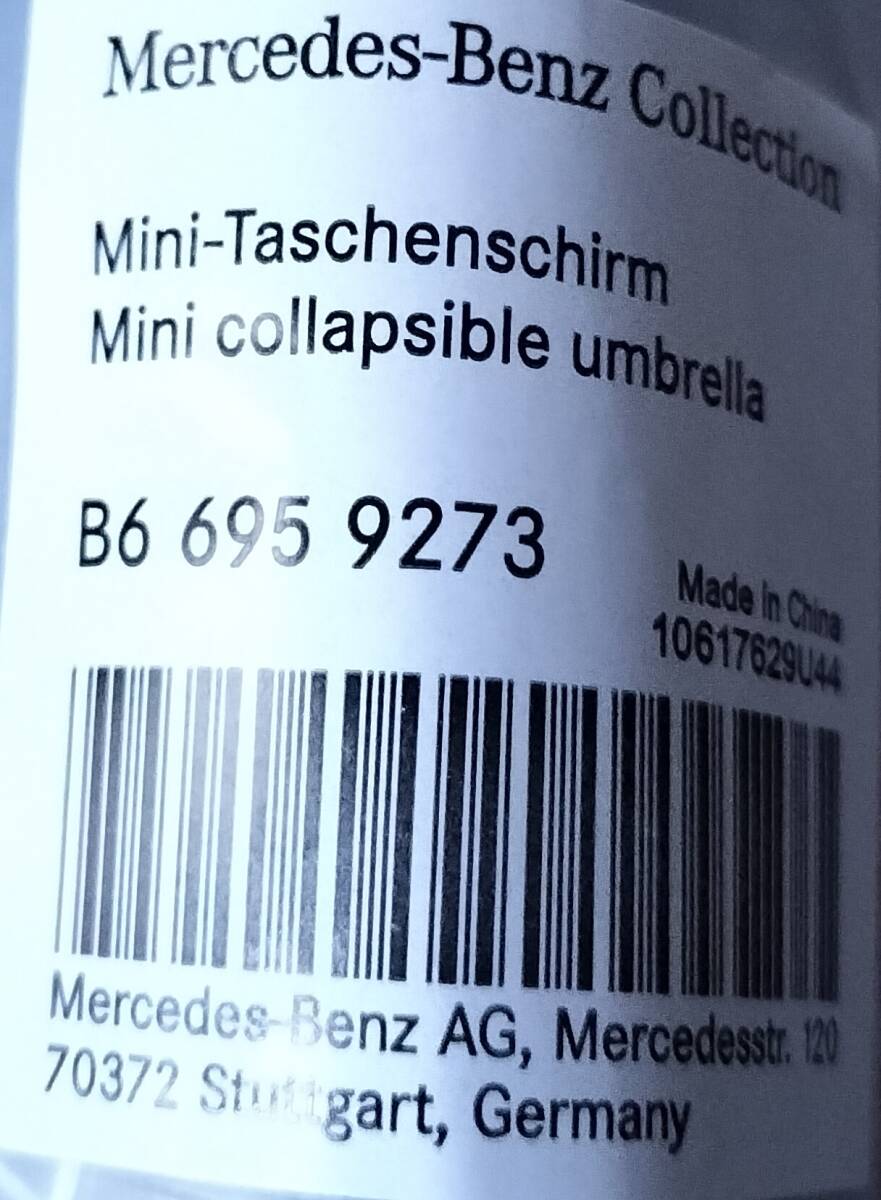 Mercedes-Benz Collection
Mini-Taschenschirm
Mini collapsible umbrella
B6 695 9273
Made in China
10617629U44
Mercedes-Benz AG, Mercedesstr. 120
70372 Stuttgart, Germany